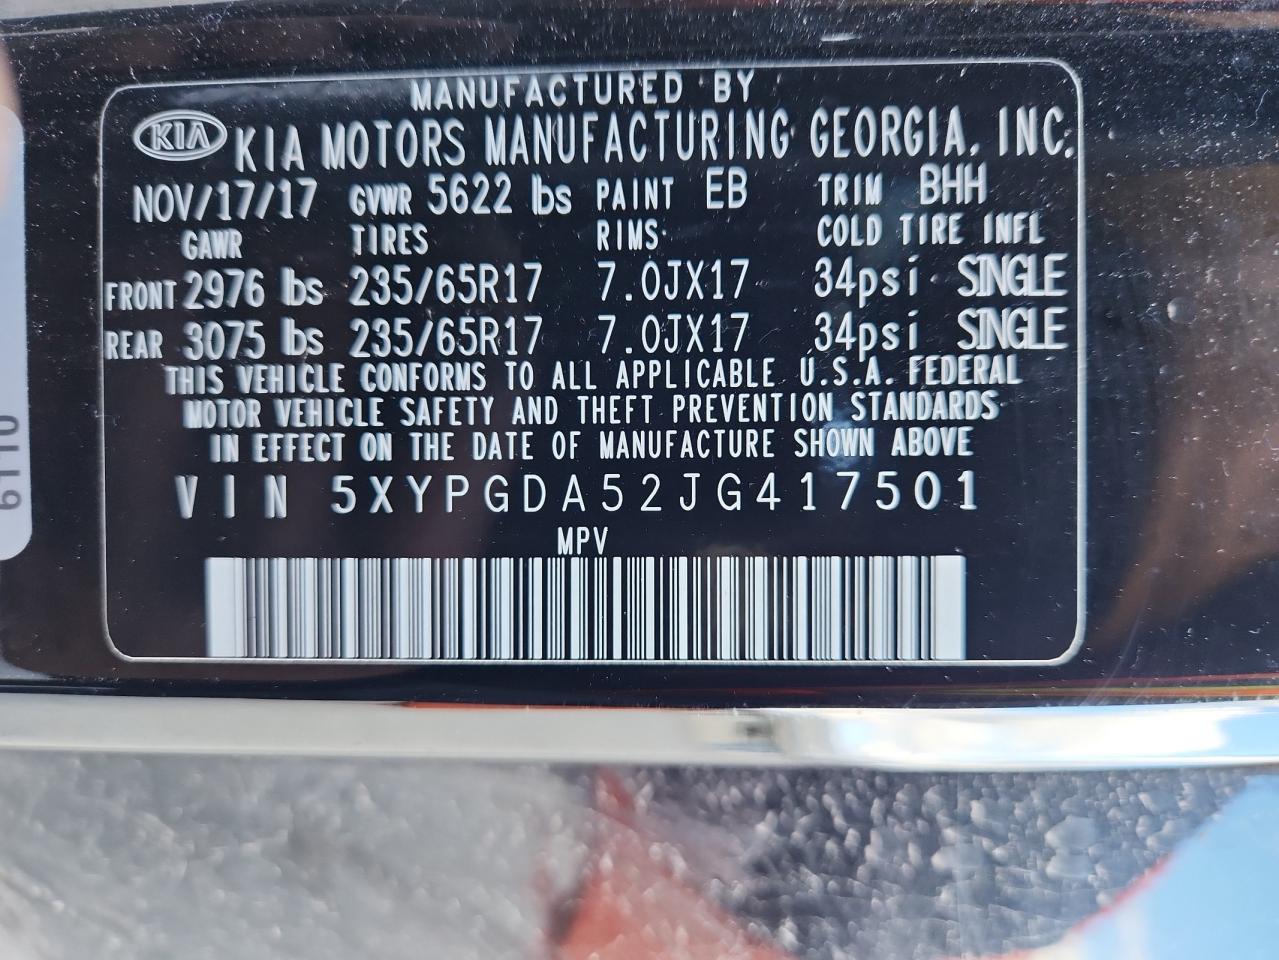 MANUFACTURED BY
KIA KIA MOTORS MANUFACTURING GEORGIA, INC.
NOV/17/17 GVWR 5622 lbs PAINT EB TRIM BHH
GAWR TIRES RIMS COLD TIRE INFL
FRONT 2976 lbs 235/65R17 7.0JX17 34psi SINGLE
REAR 3075 lbs 235/65R17 7.0JX17 34psi SINGLE
THIS VEHICLE CONFORMS TO ALL APPLICABLE U.S.A. FEDERAL
MOTOR VEHICLE SAFETY AND THEFT PREVENTION STANDARDS
IN EFFECT ON THE DATE OF MANUFACTURE SHOWN ABOVE
VIN 5XYPGDA52JG417501
MPV